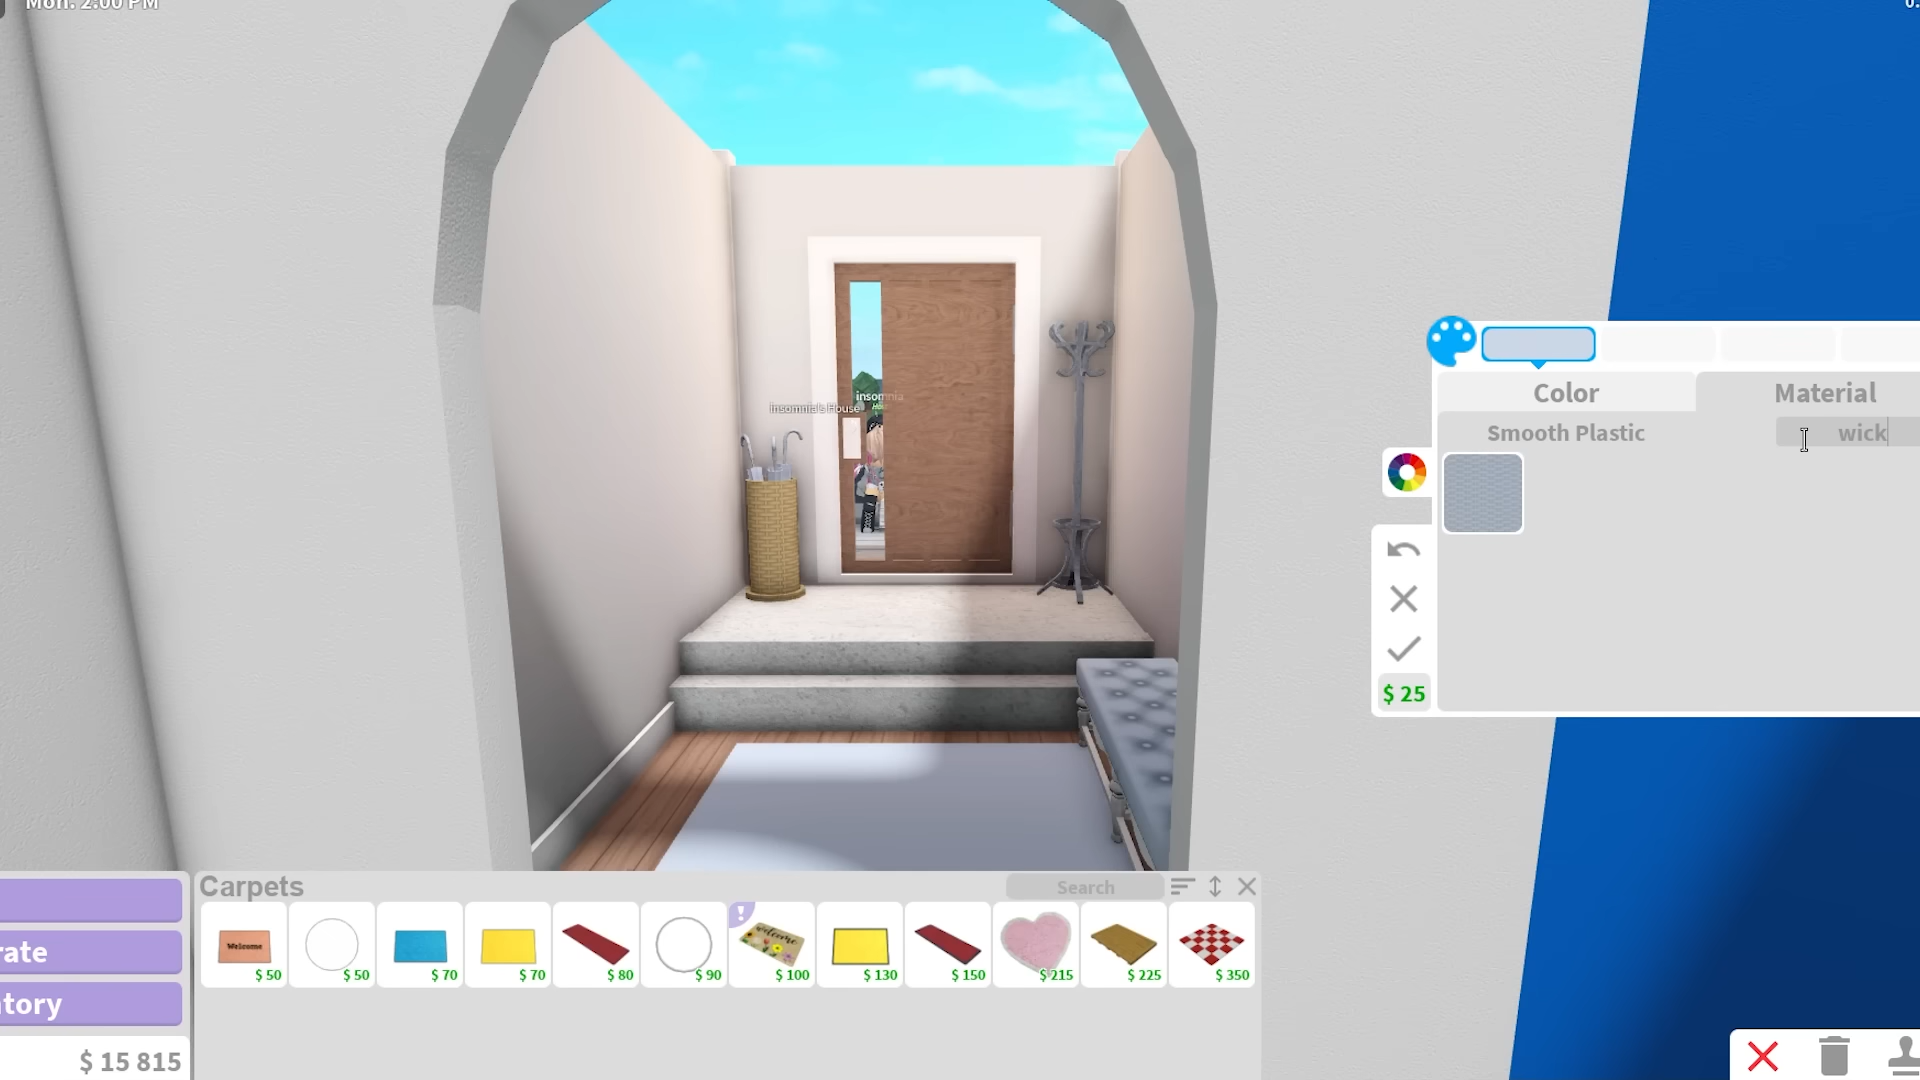 Mon. 2:00 PM
insomnia
insomnia's House
Color
Material
Smooth Plastic
wick
$ 25
Carpets
Search
Welcome
welcome
$ 50
$ 50
$ 70
$ 70
$ 80
$ 90
$ 100
$ 130
$ 150
$ 215
$ 225
$ 350
rate
tory
$ 15 815